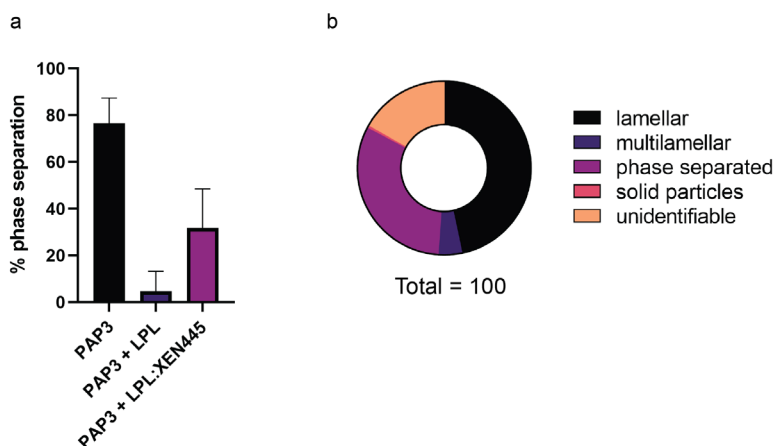 a
b
% phase separation
100
80
60
40
20
0
PAP3
PAP3 + LPL
PAP3 + LPL:XEN445
Total = 100
lamellar
multilamellar
phase separated
solid particles
unidentifiable